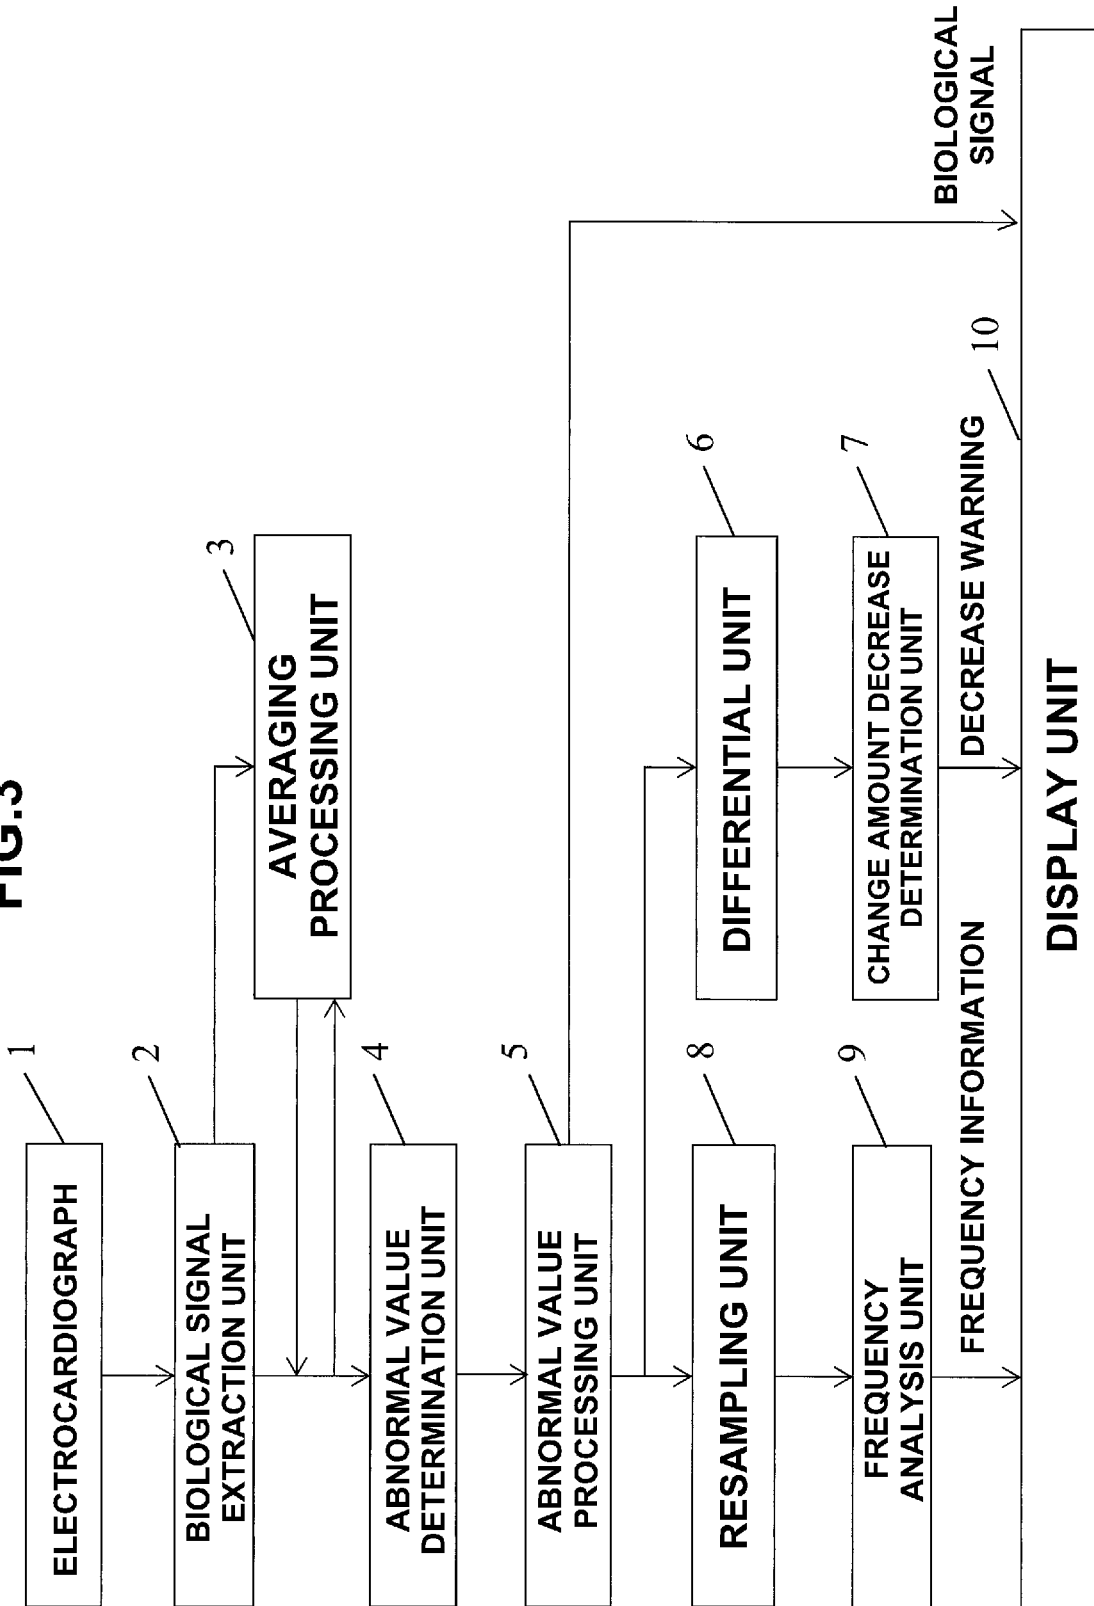 FIG.3
1
ELECTROCARDIOGRAPH
2
BIOLOGICAL SIGNAL
EXTRACTION UNIT
3
AVERAGING
PROCESSING UNIT
4
ABNORMAL VALUE
DETERMINATION UNIT
5
ABNORMAL VALUE
PROCESSING UNIT
6
DIFFERENTIAL UNIT
7
CHANGE AMOUNT DECREASE
DETERMINATION UNIT
8
RESAMPLING UNIT
9
FREQUENCY
ANALYSIS UNIT
FREQUENCY INFORMATION
DECREASE WARNING
10
BIOLOGICAL
SIGNAL
DISPLAY UNIT